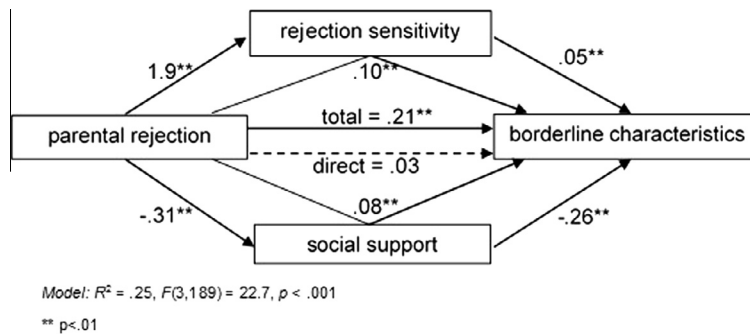 rejection sensitivity
1.9**
.10**
.05**
parental rejection
total = .21**
borderline characteristics
direct = .03
-.31**
.08**
-.26**
social support
Model: R² = .25, F(3,189) = 22.7, p < .001
** p<.01